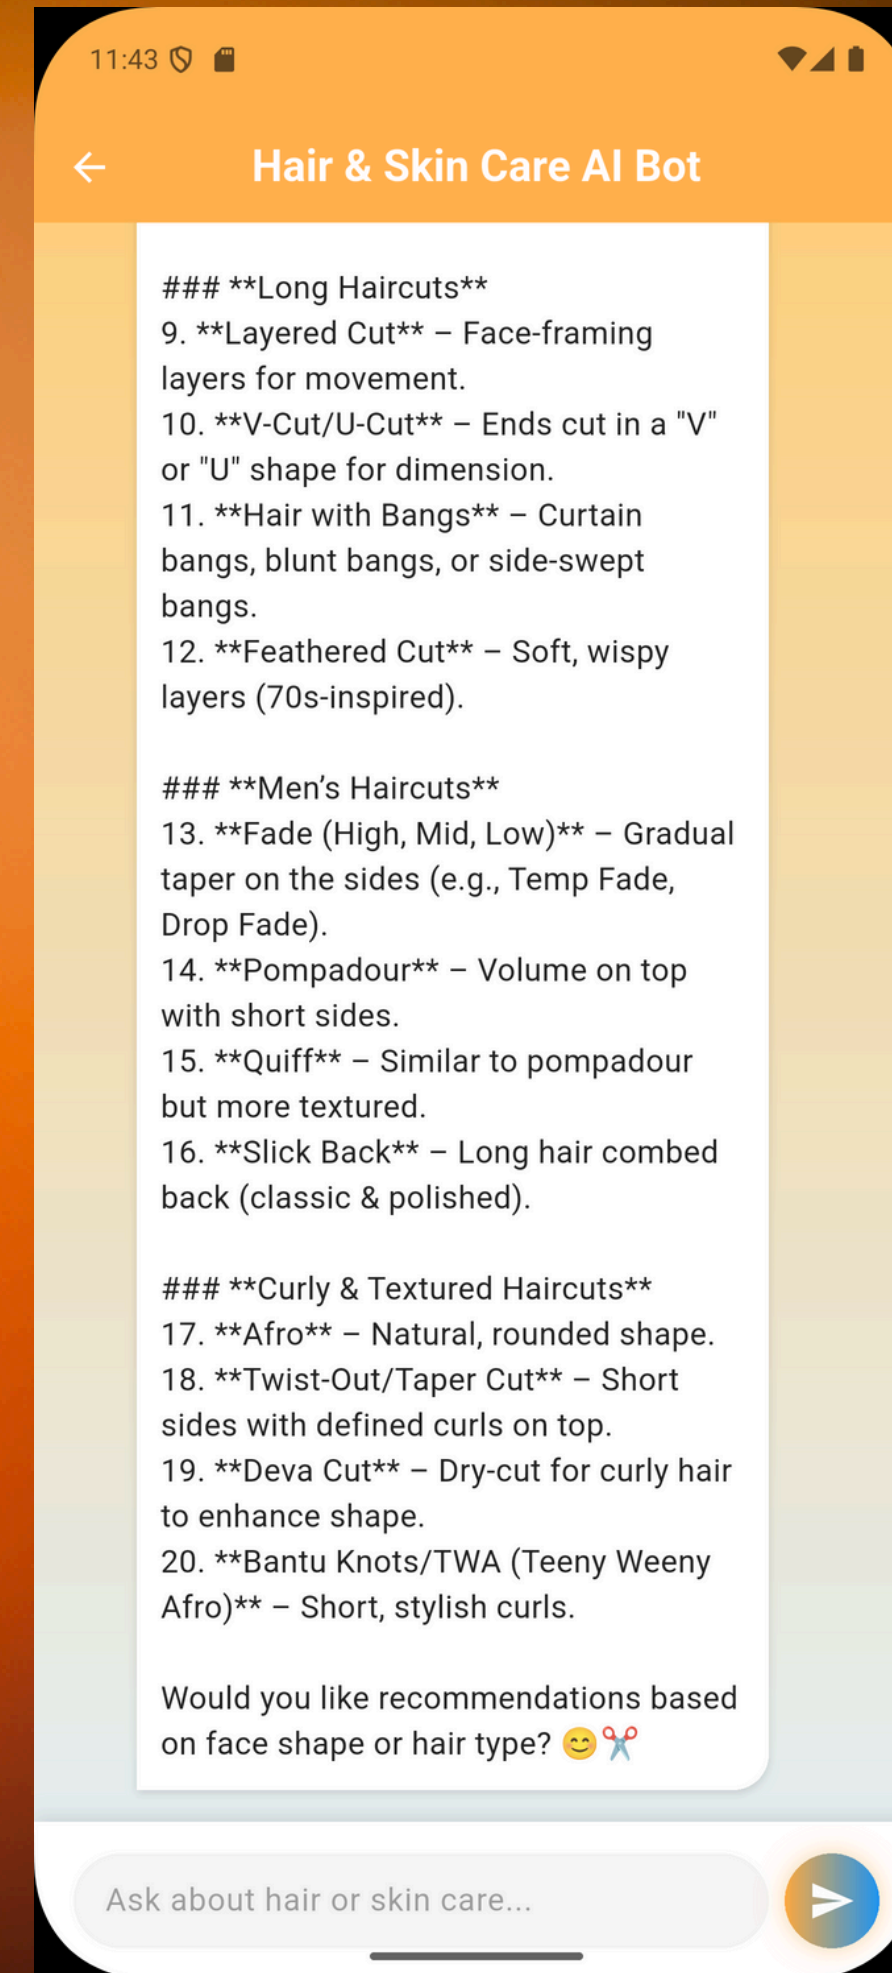 11:43
Hair & Skin Care AI Bot
### **Long Haircuts**
9. **Layered Cut** – Face-framing
layers for movement.
10. **V-Cut/U-Cut** – Ends cut in a "V"
or "U" shape for dimension.
11. **Hair with Bangs** – Curtain
bangs, blunt bangs, or side-swept
bangs.
12. **Feathered Cut** – Soft, wispy
layers (70s-inspired).
### **Men’s Haircuts**
13. **Fade (High, Mid, Low)** – Gradual
taper on the sides (e.g., Temp Fade,
Drop Fade).
14. **Pompadour** – Volume on top
with short sides.
15. **Quiff** – Similar to pompadour
but more textured.
16. **Slick Back** – Long hair combed
back (classic & polished).
### **Curly & Textured Haircuts**
17. **Afro** – Natural, rounded shape.
18. **Twist-Out/Taper Cut** – Short
sides with defined curls on top.
19. **Deva Cut** – Dry-cut for curly hair
to enhance shape.
20. **Bantu Knots/TWA (Teeny Weeny
Afro)** – Short, stylish curls.
Would you like recommendations based
on face shape or hair type? 😊✂️
Ask about hair or skin care...